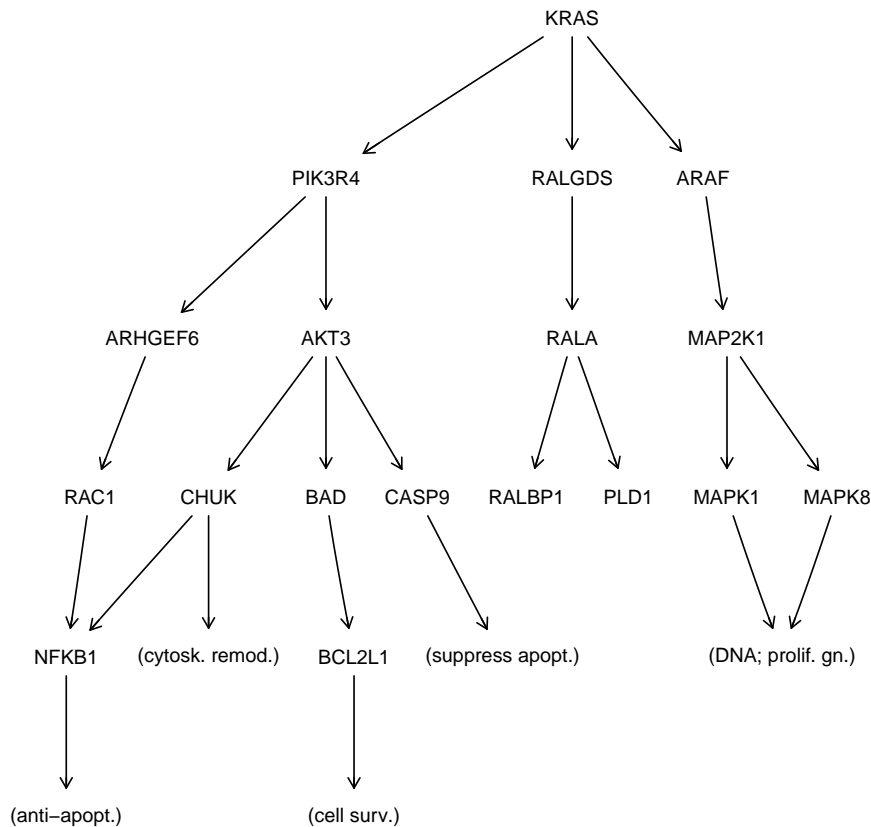 KRAS
PIK3R4 RALGDS ARAF
ARHGEF6 AKT3 RALA MAP2K1
RAC1 CHUK BAD CASP9 RALBP1 PLD1 MAPK1 MAPK8
NFKB1 (cytosk. remod.) BCL2L1 (suppress apopt.) (DNA; prolif. gn.)
(anti−apopt.) (cell surv.)